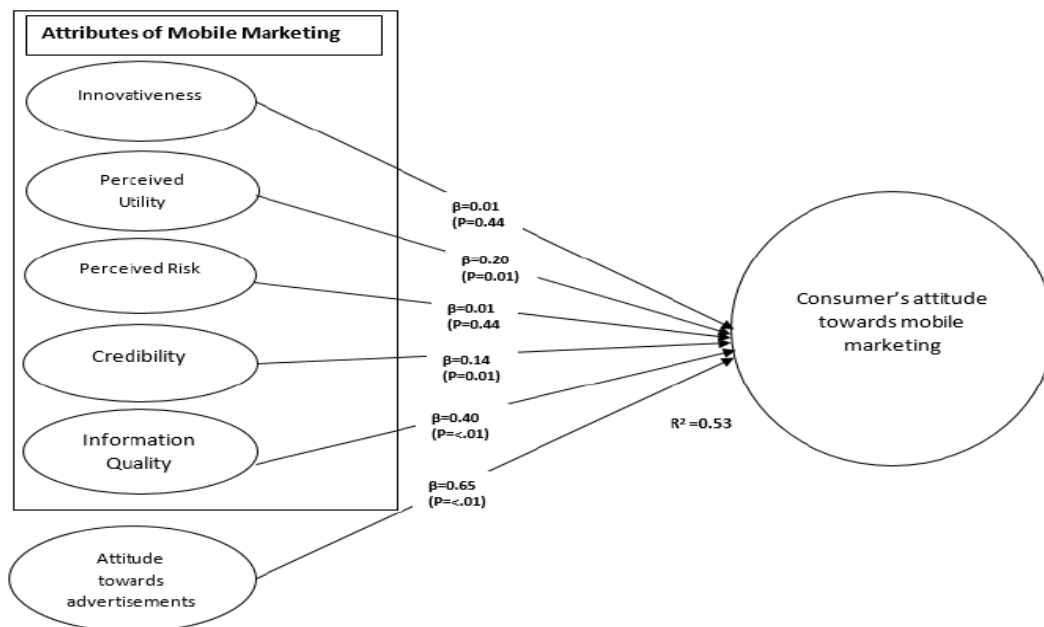 Attributes of Mobile Marketing
Innovativeness
Perceived
Utility
Perceived Risk
Credibility
Information
Quality
Attitude
towards
advertisements
β=0.01
(P=0.44
β=0.20
(P=0.01)
β=0.01
(P=0.44
β=0.14
(P=0.01)
β=0.40
(P=<.01)
β=0.65
(P=<.01)
R² =0.53
Consumer's attitude
towards mobile
marketing